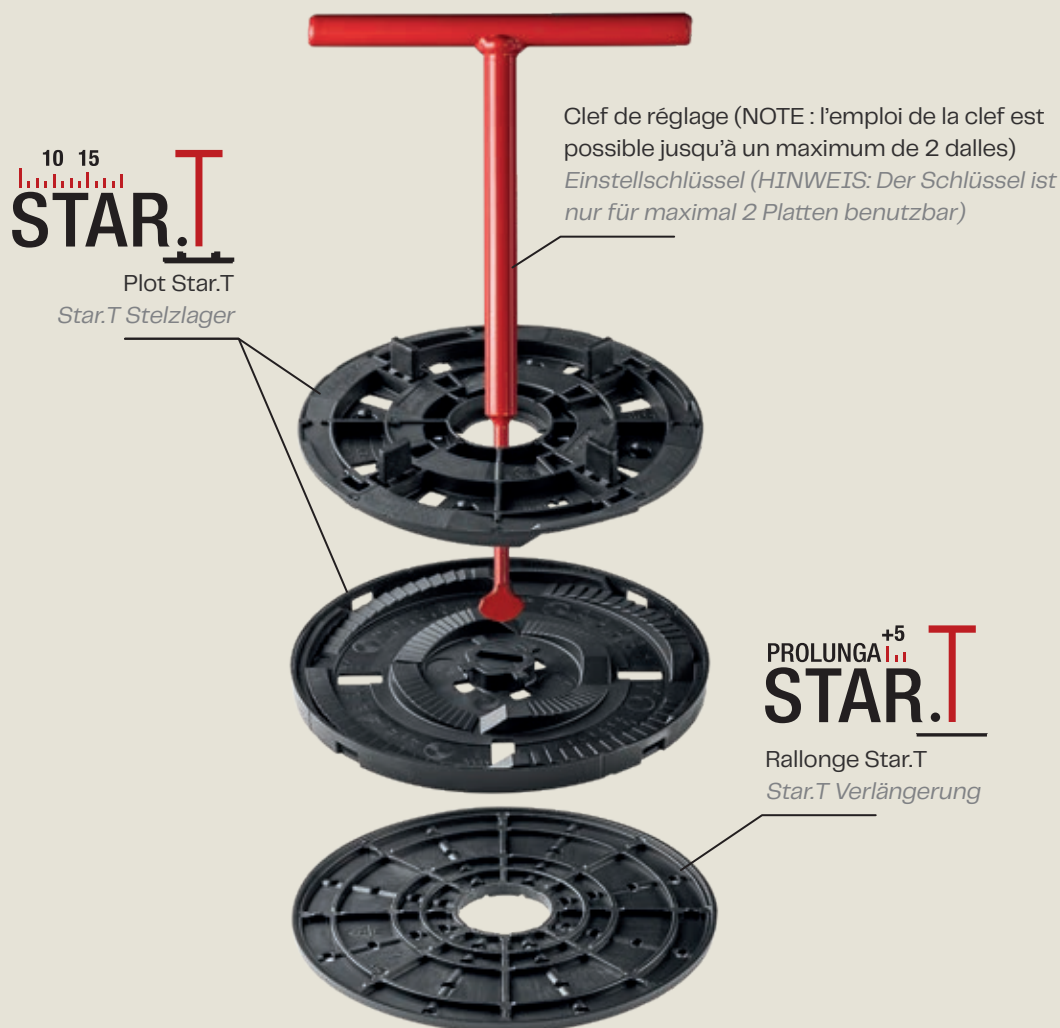 Clef de réglage (NOTE : l'emploi de la clef est
possible jusqu'à un maximum de 2 dalles)
Einstellschlüssel (HINWEIS: Der Schlüssel ist
nur für maximal 2 Platten benutzbar)
10 15
STAR.T
Plot Star.T
Star.T Stelzlager
PROLUNGA +5
STAR.T
Rallonge Star.T
Star.T Verlängerung